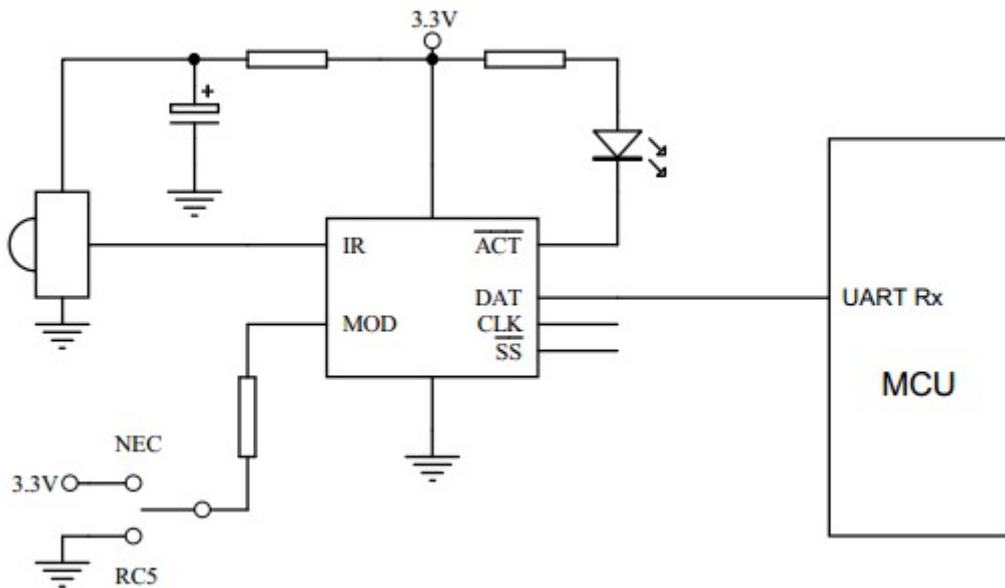 3.3V
+
IR
ACT
MOD
DAT
CLK
SS
UART Rx
MCU
NEC
3.3V
RC5